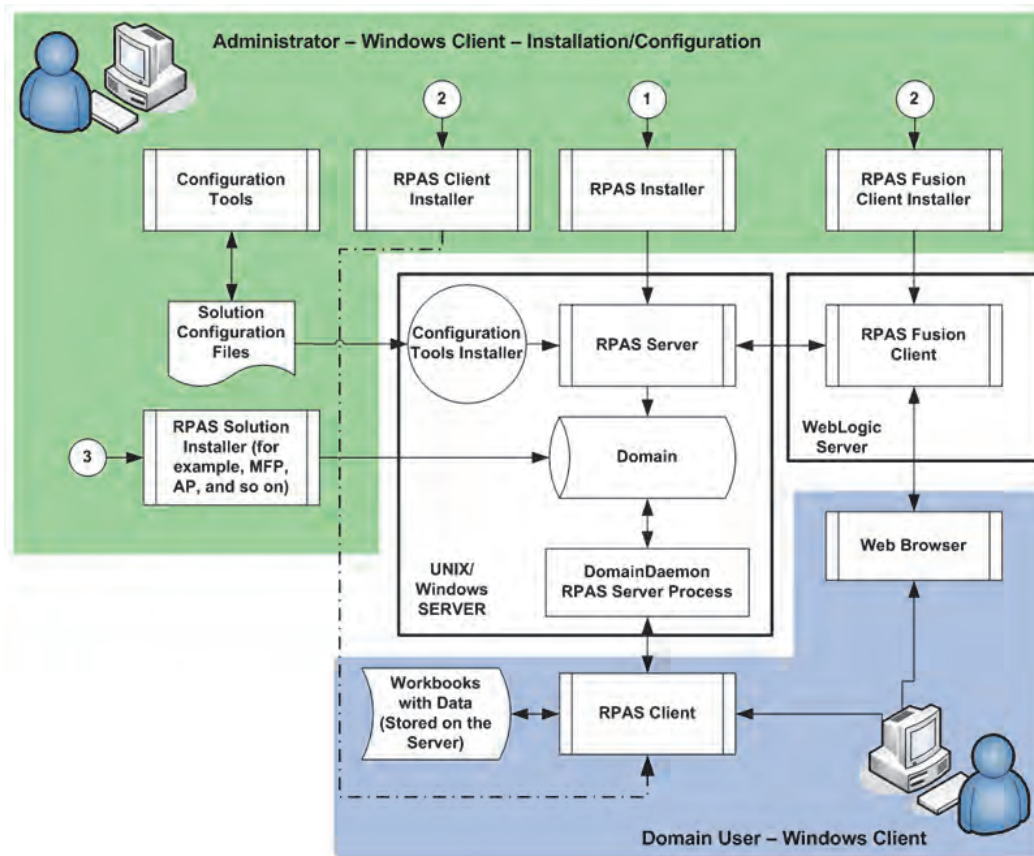 Administrator – Windows Client – Installation/Configuration
2
1
2
Configuration
Tools
RPAS Client
Installer
RPAS Installer
RPAS Fusion
Client Installer
Solution
Configuration
Files
Configuration
Tools Installer
RPAS Server
RPAS Fusion
Client
WebLogic
Server
3
RPAS Solution
Installer (for
example, MFP,
AP, and so on)
Domain
UNIX/
Windows
SERVER
DomainDaemon
RPAS Server Process
Web Browser
Workbooks
with Data
(Stored on the
Server)
RPAS Client
Domain User – Windows Client